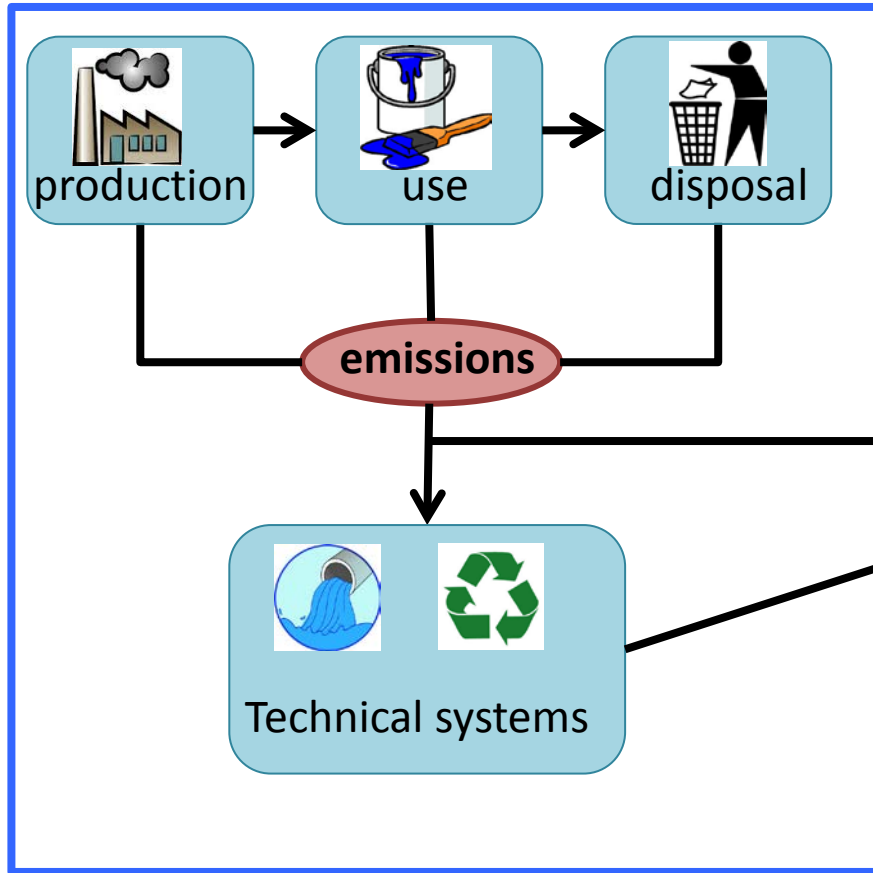 production
use
disposal
emissions
Technical systems